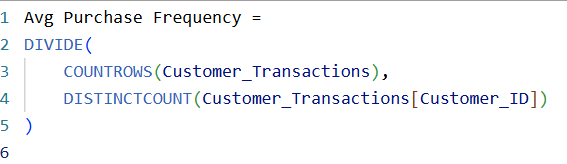 1 Avg Purchase Frequency =
2 DIVIDE(
3     COUNTROWS(Customer_Transactions),
4     DISTINCTCOUNT(Customer_Transactions[Customer_ID])
5 )
6